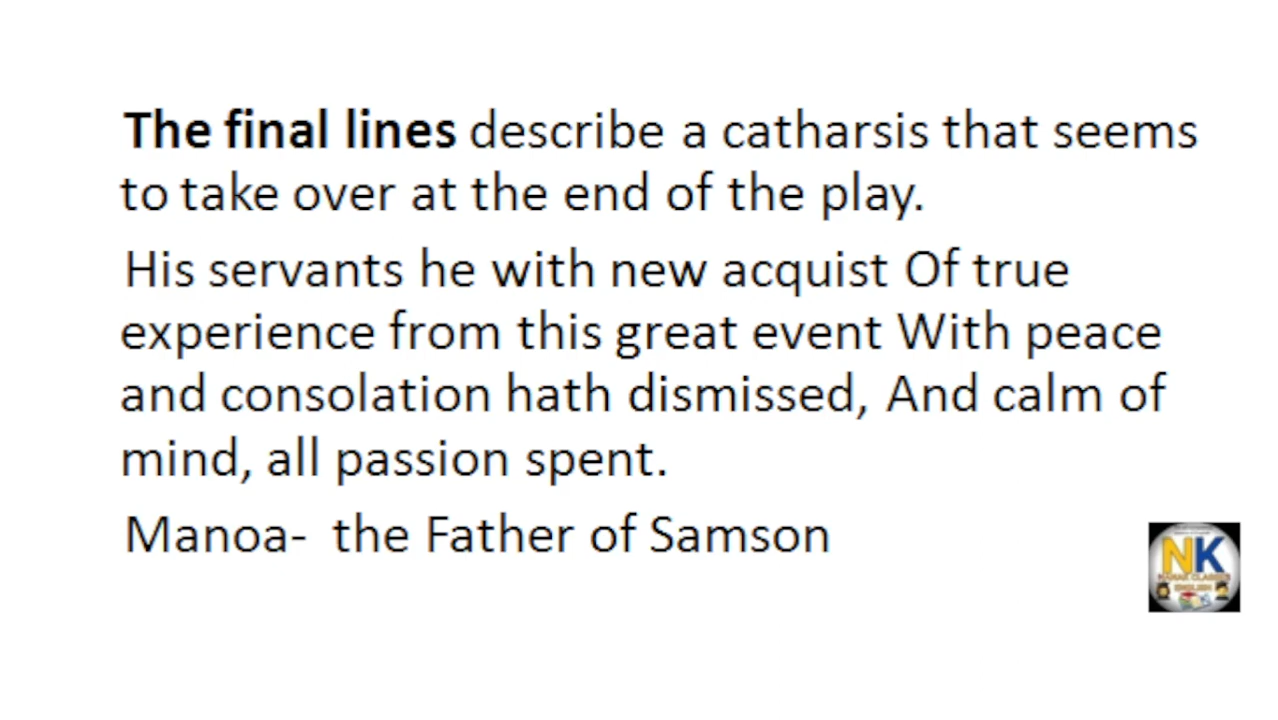 The final lines describe a catharsis that seems
to take over at the end of the play.
His servants he with new acquist Of true
experience from this great event With peace
and consolation hath dismissed, And calm of
mind, all passion spent.
Manoa-  the Father of Samson
NK